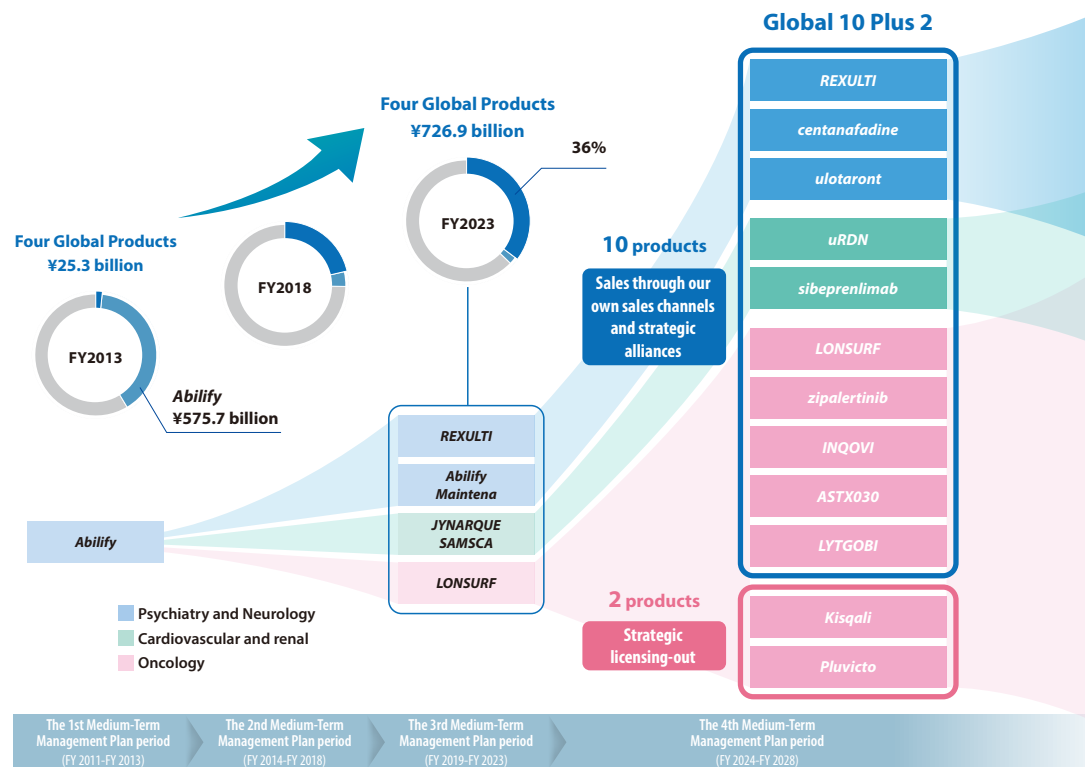 Global 10 Plus 2
Four Global Products
¥726.9 billion
36%
FY2023
FY2018
Four Global Products
¥25.3 billion
FY2013
Abilify
¥575.7 billion
Abilify
REXULTI
Abilify
Maintena
JYNARQUE
SAMSCA
LONSURF
10 products
Sales through our
own sales channels
and strategic
alliances
2 products
Strategic
licensing-out
REXULTI
centanafadine
ulotaront
uRDN
sibeprenlimab
LONSURF
zipalertinib
INQOVI
ASTX030
LYTGOBI
Kisqali
Pluvicto
Psychiatry and Neurology
Cardiovascular and renal
Oncology
The 1st Medium-Term
Management Plan period
(FY 2011-FY 2013)
The 2nd Medium-Term
Management Plan period
(FY 2014-FY 2018)
The 3rd Medium-Term
Management Plan period
(FY 2019-FY 2023)
The 4th Medium-Term
Management Plan period
(FY 2024-FY 2028)